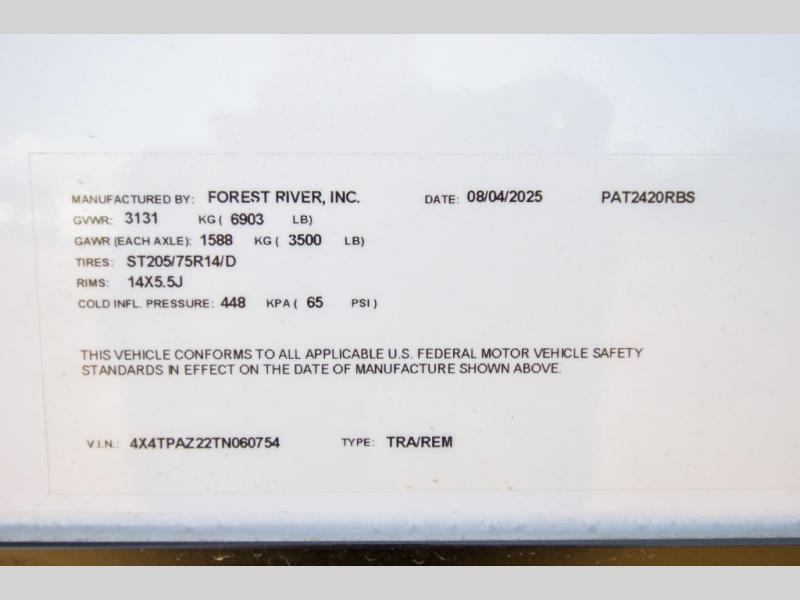 MANUFACTURED BY: FOREST RIVER, INC. DATE: 08/04/2025 PAT2420RBS
GVWR: 3131 KG ( 6903 LB)
GAWR (EACH AXLE): 1588 KG ( 3500 LB)
TIRES: ST205/75R14/D
RIMS: 14X5.5J
COLD INFL. PRESSURE: 448 KPA ( 65 PSI )
THIS VEHICLE CONFORMS TO ALL APPLICABLE U.S. FEDERAL MOTOR VEHICLE SAFETY
STANDARDS IN EFFECT ON THE DATE OF MANUFACTURE SHOWN ABOVE.
V.I.N.: 4X4TPAZ22TN060754 TYPE: TRA/REM